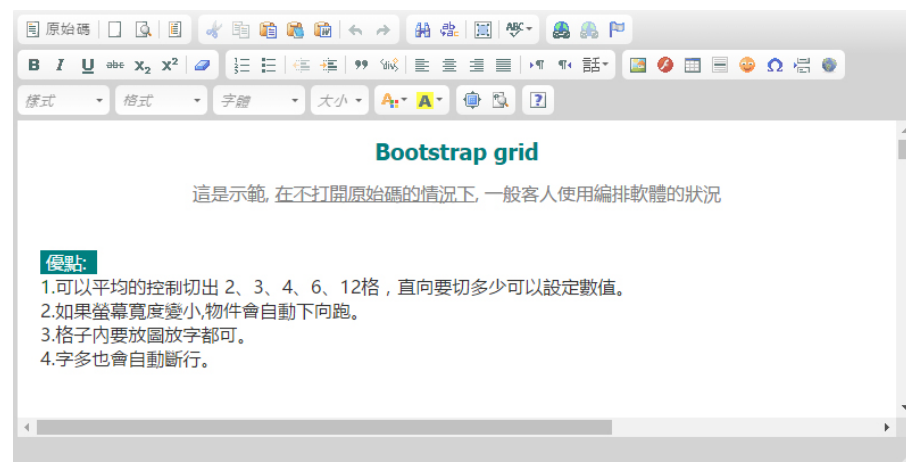 原始碼
ABC
B I U abc X₂ X² 話
樣式 格式 字體 大小 A A
Bootstrap grid
這是示範, 在不打開原始碼的情況下, 一般客人使用編排軟體的狀況
優點:
1.可以平均的控制切出 2、3、4、6、12格，直向要切多少可以設定數值。
2.如果螢幕寬度變小,物件會自動下向跑。
3.格子內要放圖放字都可。
4.字多也會自動斷行。